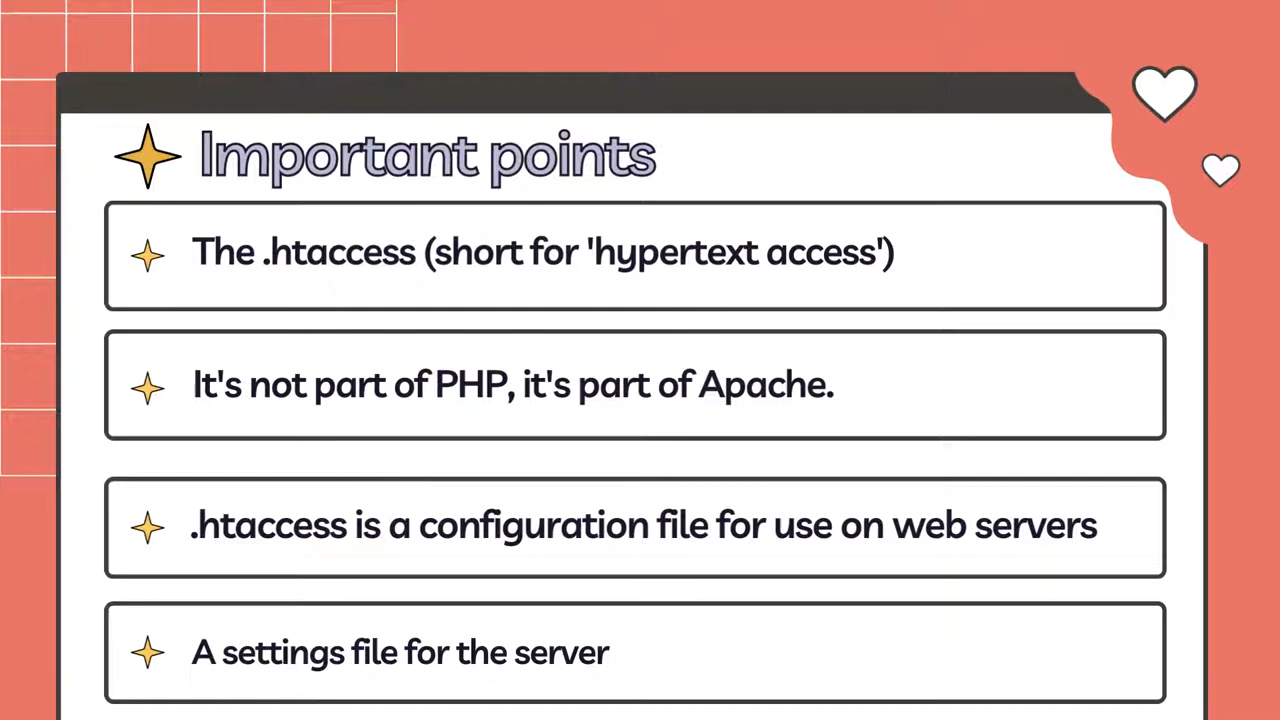 Important points
The .htaccess (short for 'hypertext access')
It's not part of PHP, it's part of Apache.
.htaccess is a configuration file for use on web servers
A settings file for the server